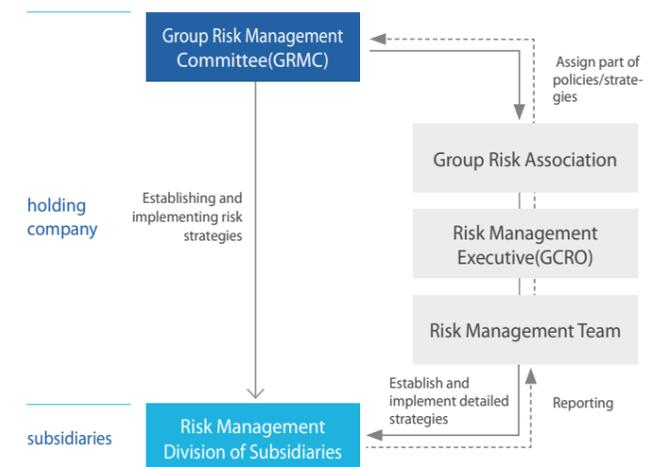 Group Risk Management
Committee(GRMC)
Assign part of
policies/strate-
gies
Group Risk Association
holding
company
Establishing and
implementing risk
strategies
Risk Management
Executive(GCRO)
Risk Management Team
Establish and
implement detailed
strategies
Reporting
subsidiaries
Risk Management
Division of Subsidiaries